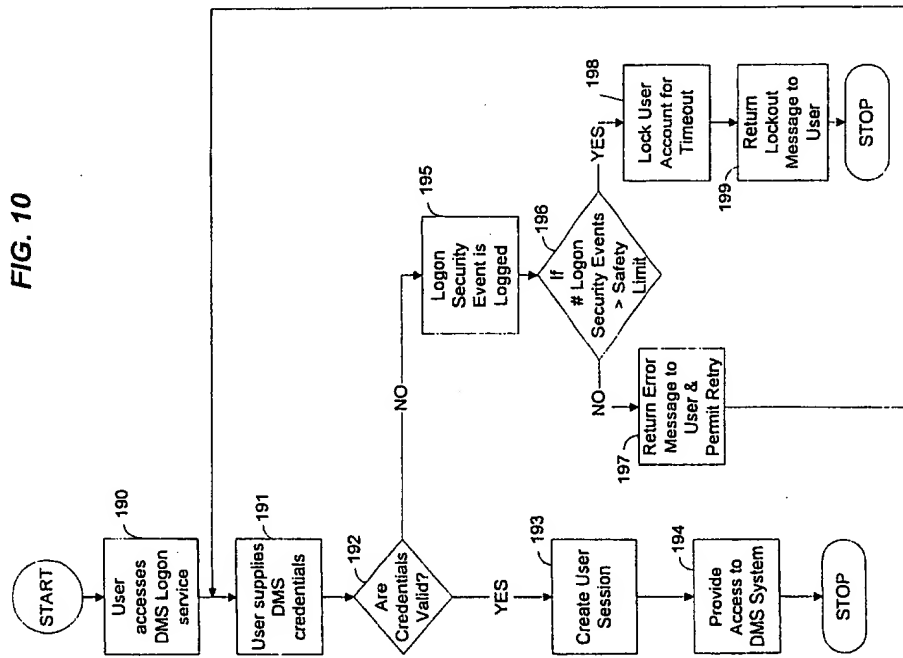 FIG. 10
START
190
User
accesses
DMS Logon
service
191
User supplies
DMS
credentials
192
Are
Credentials
Valid?
NO
YES
193
Create User
Session
194
Provide
Access to
DMS System
STOP
195
Logon
Security
Event is
Logged
196
If
# Logon
Security Events
> Safety
Limit
NO
YES
197
Return Error
Message to
User &
Permit Retry
198
Lock User
Account for
Timeout
199
Return
Lockout
Message to
User
STOP